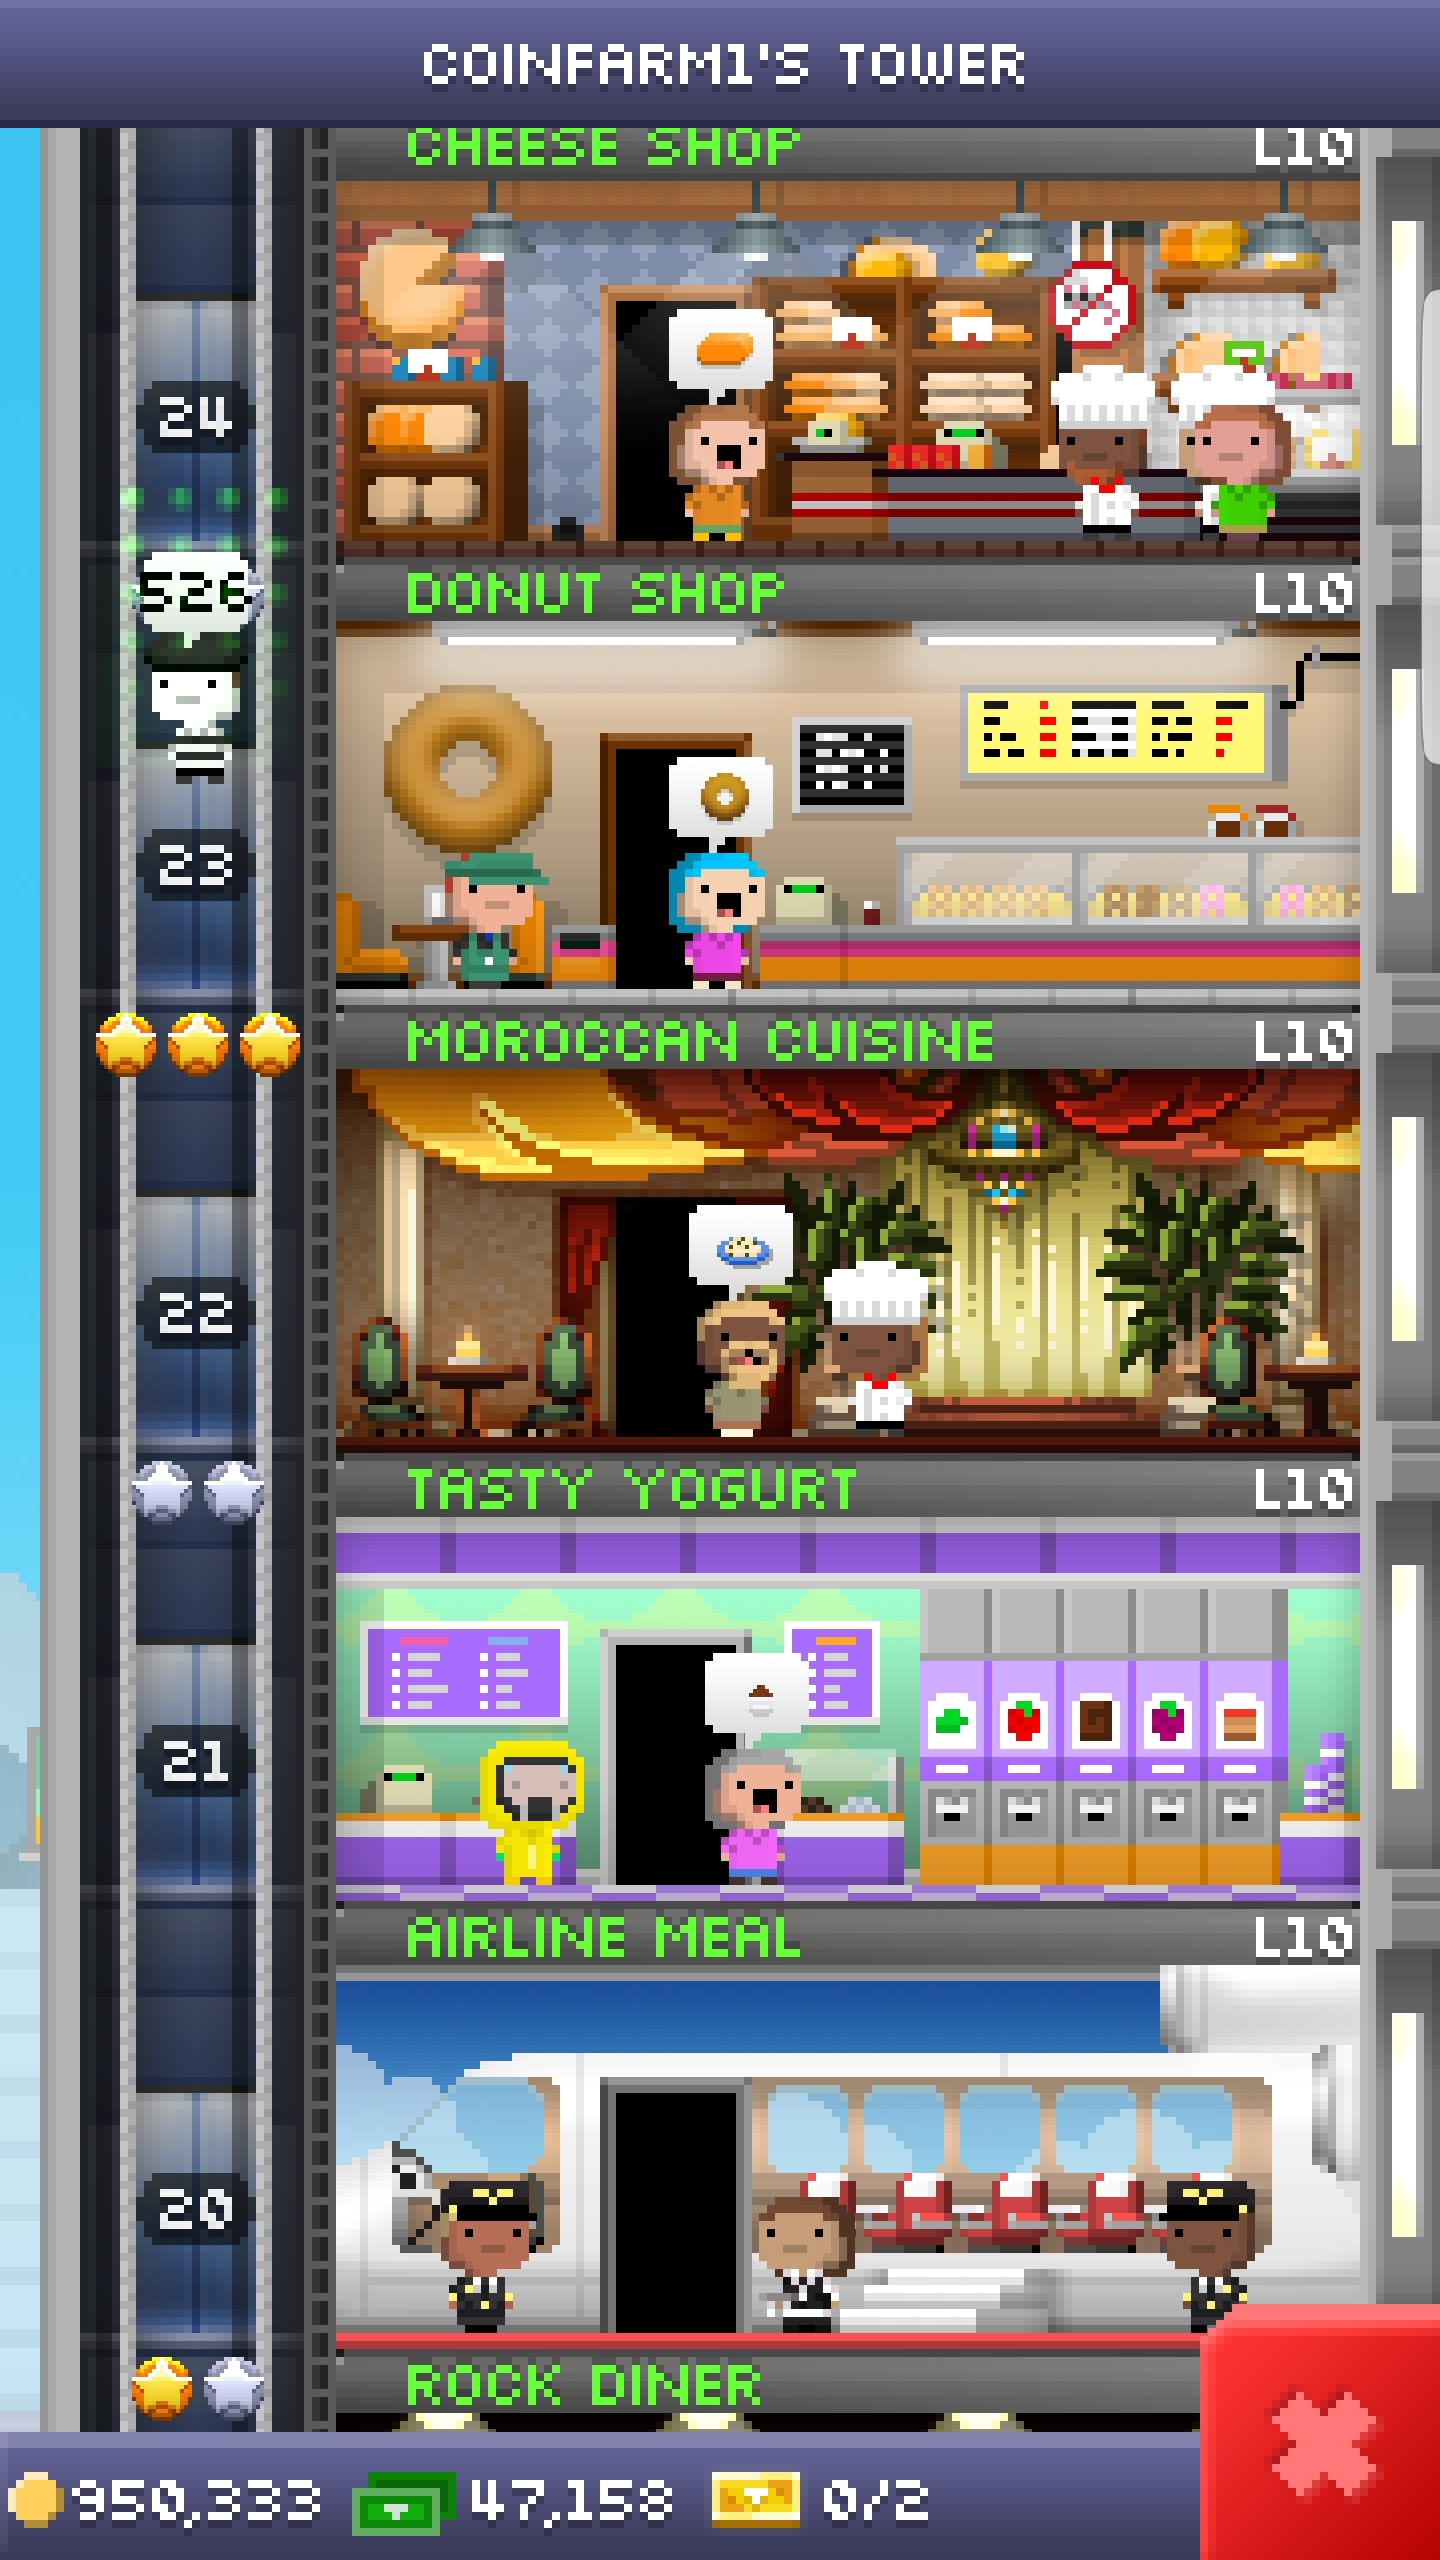 COINFARM1'S TOWER
CHEESE SHOP L10
24
526
DONUT SHOP L10
23
MOROCCAN CUISINE L10
22
TASTY YOGURT L10
21
AIRLINE MEAL L10
20
ROCK DINER
950,333 47,158 0/2